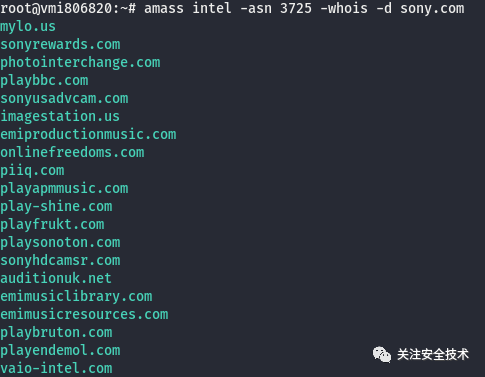 root@vmi806820:~# amass intel -asn 3725 -whois -d sony.com
mylo.us
sonyrewards.com
photointerchange.com
playbbc.com
sonyusadvcam.com
imagestation.us
emiproductionmusic.com
onlinefreedoms.com
piiq.com
playapmmusic.com
play-shine.com
playfrukt.com
playsonoton.com
sonyhdcamsr.com
auditionuk.net
emimusiclibrary.com
emimusicresources.com
playbruton.com
playendemol.com
vaio-intel.com
关注安全技术